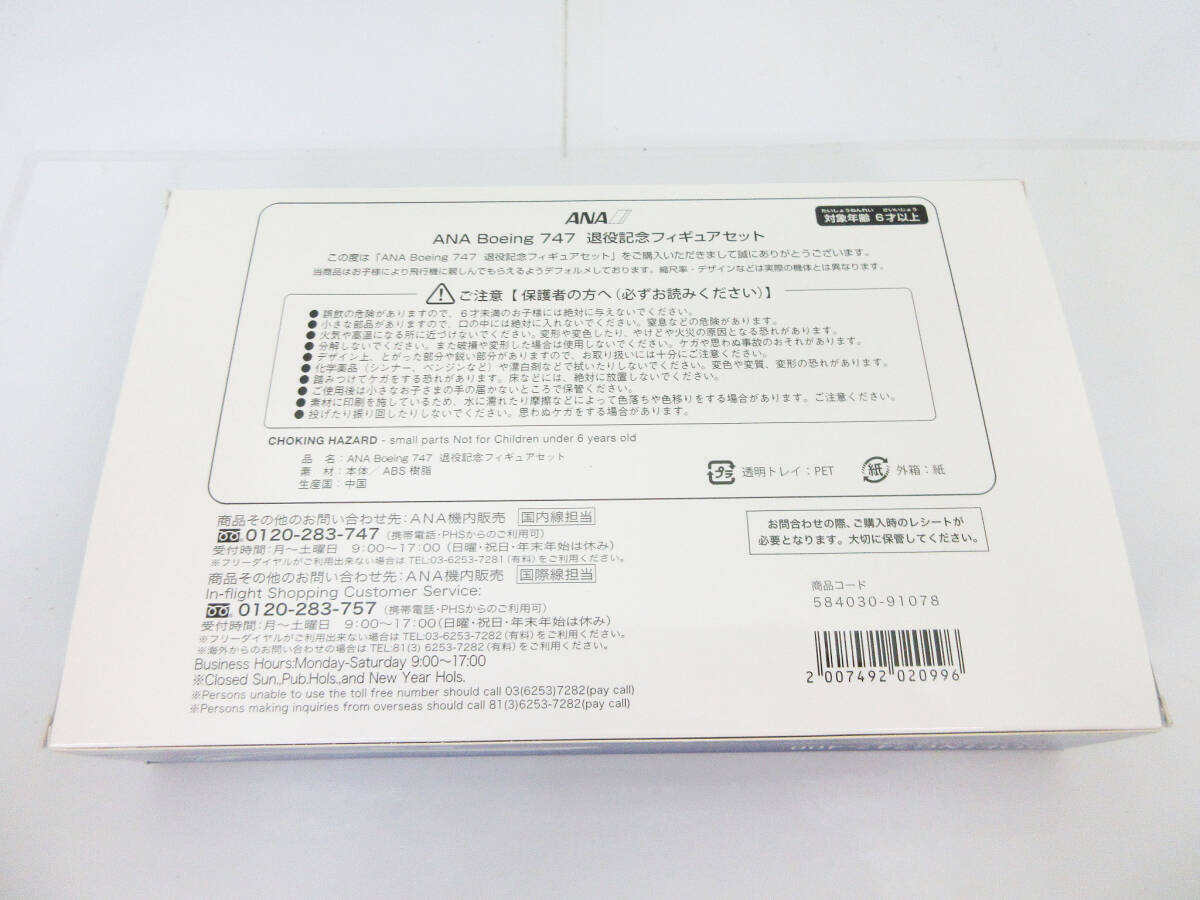 ANA
たいしょうねんれい さいいじょう
対象年齢 6才以上
ANA Boeing 747 退役記念フィギュアセット
この度は「ANA Boeing 747 退役記念フィギュアセット」をご購入いただきまして誠にありがとうございます。
当商品はお子様により飛行機に親しんでもらえるようデフォルメしております。縮尺率・デザインなどは実際の機体とは異なります。
ご注意【保護者の方へ(必ずお読みください)】
●誤飲の危険がありますので、6才未満のお子様には絶対に与えないでください。
●小さな部品がありますので、口の中には絶対に入れないでください。窒息などの危険があります。
●火気や高温になる所に近づけないでください。変形や変色したり、やけどや火災の原因となる恐れがあります。
●分解しないでください。また破損や変形した場合は使用しないでください。ケガや思わぬ事故のおそれがあります。
●デザイン上、とがった部分や鋭い部分がありますので、お取り扱いには十分にご注意ください。
●化学薬品(シンナー、ベンジンなど)や漂白剤などで拭いたりしないでください。変色や変質、変形の恐れがあります。
●踏みつけてケガをする恐れがあります。床などには、絶対に放置しないでください。
●ご使用後は小さなお子さまの手の届かないところで保管ください。
●素材に印刷を施しているため、水に濡れたり摩擦などによって色落ちや色移りをする場合があります。ご注意ください。
●投げたり振り回したりしないでください。思わぬケガをする場合があります。
CHOKING HAZARD - small parts Not for Children under 6 years old
品 名:ANA Boeing 747 退役記念フィギュアセット
素 材:本体/ABS樹脂
生産国:中国
プラ 透明トレイ:PET 紙 外箱:紙
商品その他のお問い合わせ先:ANA機内販売 国内線担当
0120-283-747 (携帯電話・PHSからのご利用可)
受付時間:月~土曜日 9:00~17:00(日曜・祝日・年末年始は休み)
※フリーダイヤルがご利用出来ない場合は TEL:03-6253-7281(有料)をご利用ください。
商品その他のお問い合わせ先:ANA機内販売 国際線担当
In-flight Shopping Customer Service:
0120-283-757 (携帯電話・PHSからのご利用可)
受付時間:月~土曜日 9:00~17:00(日曜・祝日・年末年始は休み)
※フリーダイヤルがご利用出来ない場合は TEL:03-6253-7282(有料)をご利用ください。
※海外からのお問い合わせの場合は TEL:81(3) 6253-7282(有料)をご利用ください。
Business Hours:Monday-Saturday 9:00~17:00
※Closed Sun.,Pub.Hols.,and New Year Hols.
※Persons unable to use the toll free number should call 03(6253)7282(pay call)
※Persons making inquiries from overseas should call 81(3)6253-7282(pay call)
お問合わせの際、ご購入時のレシートが
必要となります。大切に保管してください。
商品コード
584030-91078
2 007492 020996